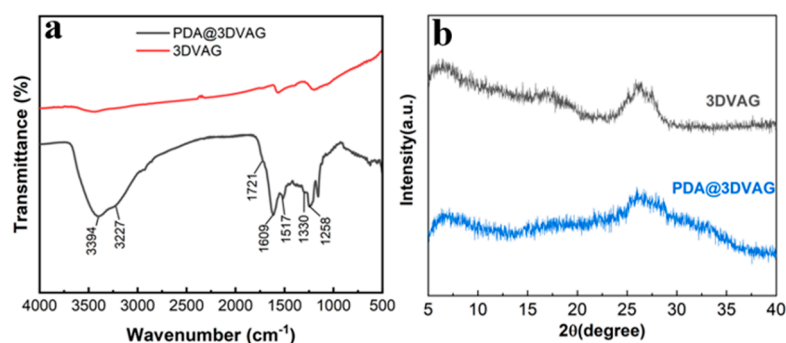 a
PDA@3DVAG
3DVAG
Transmittance (%)
3394
3227
1721
1609
1517
1330
1258
4000 3500 3000 2500 2000 1500 1000 500
Wavenumber (cm⁻¹)
b
3DVAG
PDA@3DVAG
Intensity(a.u.)
5 10 15 20 25 30 35 40
2θ(degree)